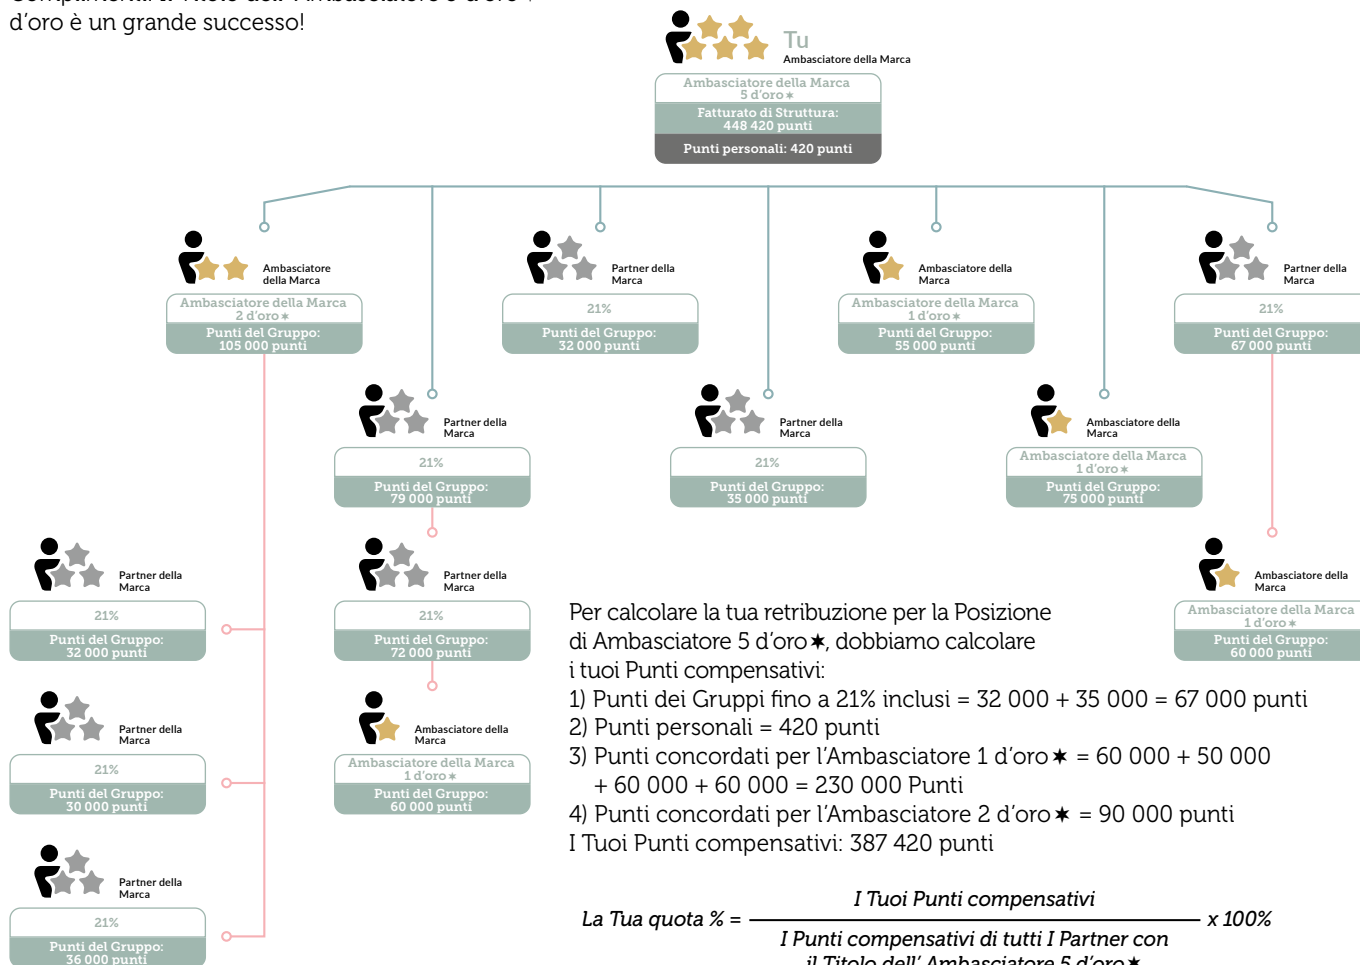 d'oro è un grande successo!
Tu
Ambasciatore della Marca
Ambasciatore della Marca
5 d'oro★
Fatturato di Struttura:
448 420 punti
Punti personali: 420 punti
Ambasciatore
della Marca
Ambasciatore della Marca
2 d'oro★
Punti del Gruppo:
105 000 punti
Partner della
Marca
21%
Punti del Gruppo:
32 000 punti
Ambasciatore della
Marca
Ambasciatore della Marca
1 d'oro★
Punti del Gruppo:
55 000 punti
Partner della
Marca
21%
Punti del Gruppo:
67 000 punti
Partner della
Marca
21%
Punti del Gruppo:
79 000 punti
Partner della
Marca
21%
Punti del Gruppo:
35 000 punti
Ambasciatore della
Marca
Ambasciatore della Marca
1 d'oro★
Punti del Gruppo:
75 000 punti
Partner della
Marca
21%
Punti del Gruppo:
32 000 punti
Partner della
Marca
21%
Punti del Gruppo:
72 000 punti
Ambasciatore della
Marca
Ambasciatore della Marca
1 d'oro★
Punti del Gruppo:
60 000 punti
Partner della
Marca
21%
Punti del Gruppo:
30 000 punti
Ambasciatore della
Marca
Ambasciatore della Marca
1 d'oro★
Punti del Gruppo:
60 000 punti
Partner della
Marca
21%
Punti del Gruppo:
36 000 punti
Per calcolare la tua retribuzione per la Posizione
di Ambasciatore 5 d'oro★, dobbiamo calcolare
i tuoi Punti compensativi:
1) Punti dei Gruppi fino a 21% inclusi = 32 000 + 35 000 = 67 000 punti
2) Punti personali = 420 punti
3) Punti concordati per l'Ambasciatore 1 d'oro★ = 60 000 + 50 000
+ 60 000 + 60 000 = 230 000 Punti
4) Punti concordati per l'Ambasciatore 2 d'oro★ = 90 000 punti
I Tuoi Punti compensativi: 387 420 punti
I Tuoi Punti compensativi
La Tua quota % = x 100%
I Punti compensativi di tutti I Partner con
il Titolo dell' Ambasciatore 5 d'oro★